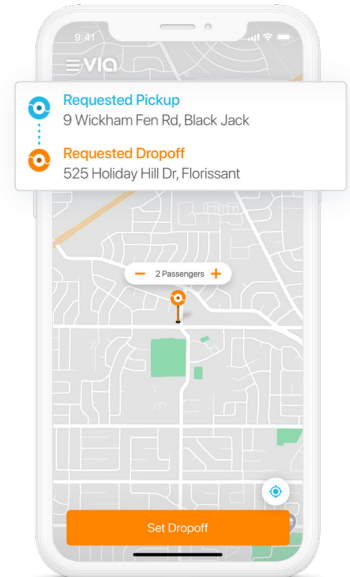 9:41
via
Requested Pickup
9 Wickham Fen Rd, Black Jack
Requested Dropoff
525 Holiday Hill Dr, Florissant
2 Passengers
Set Dropoff